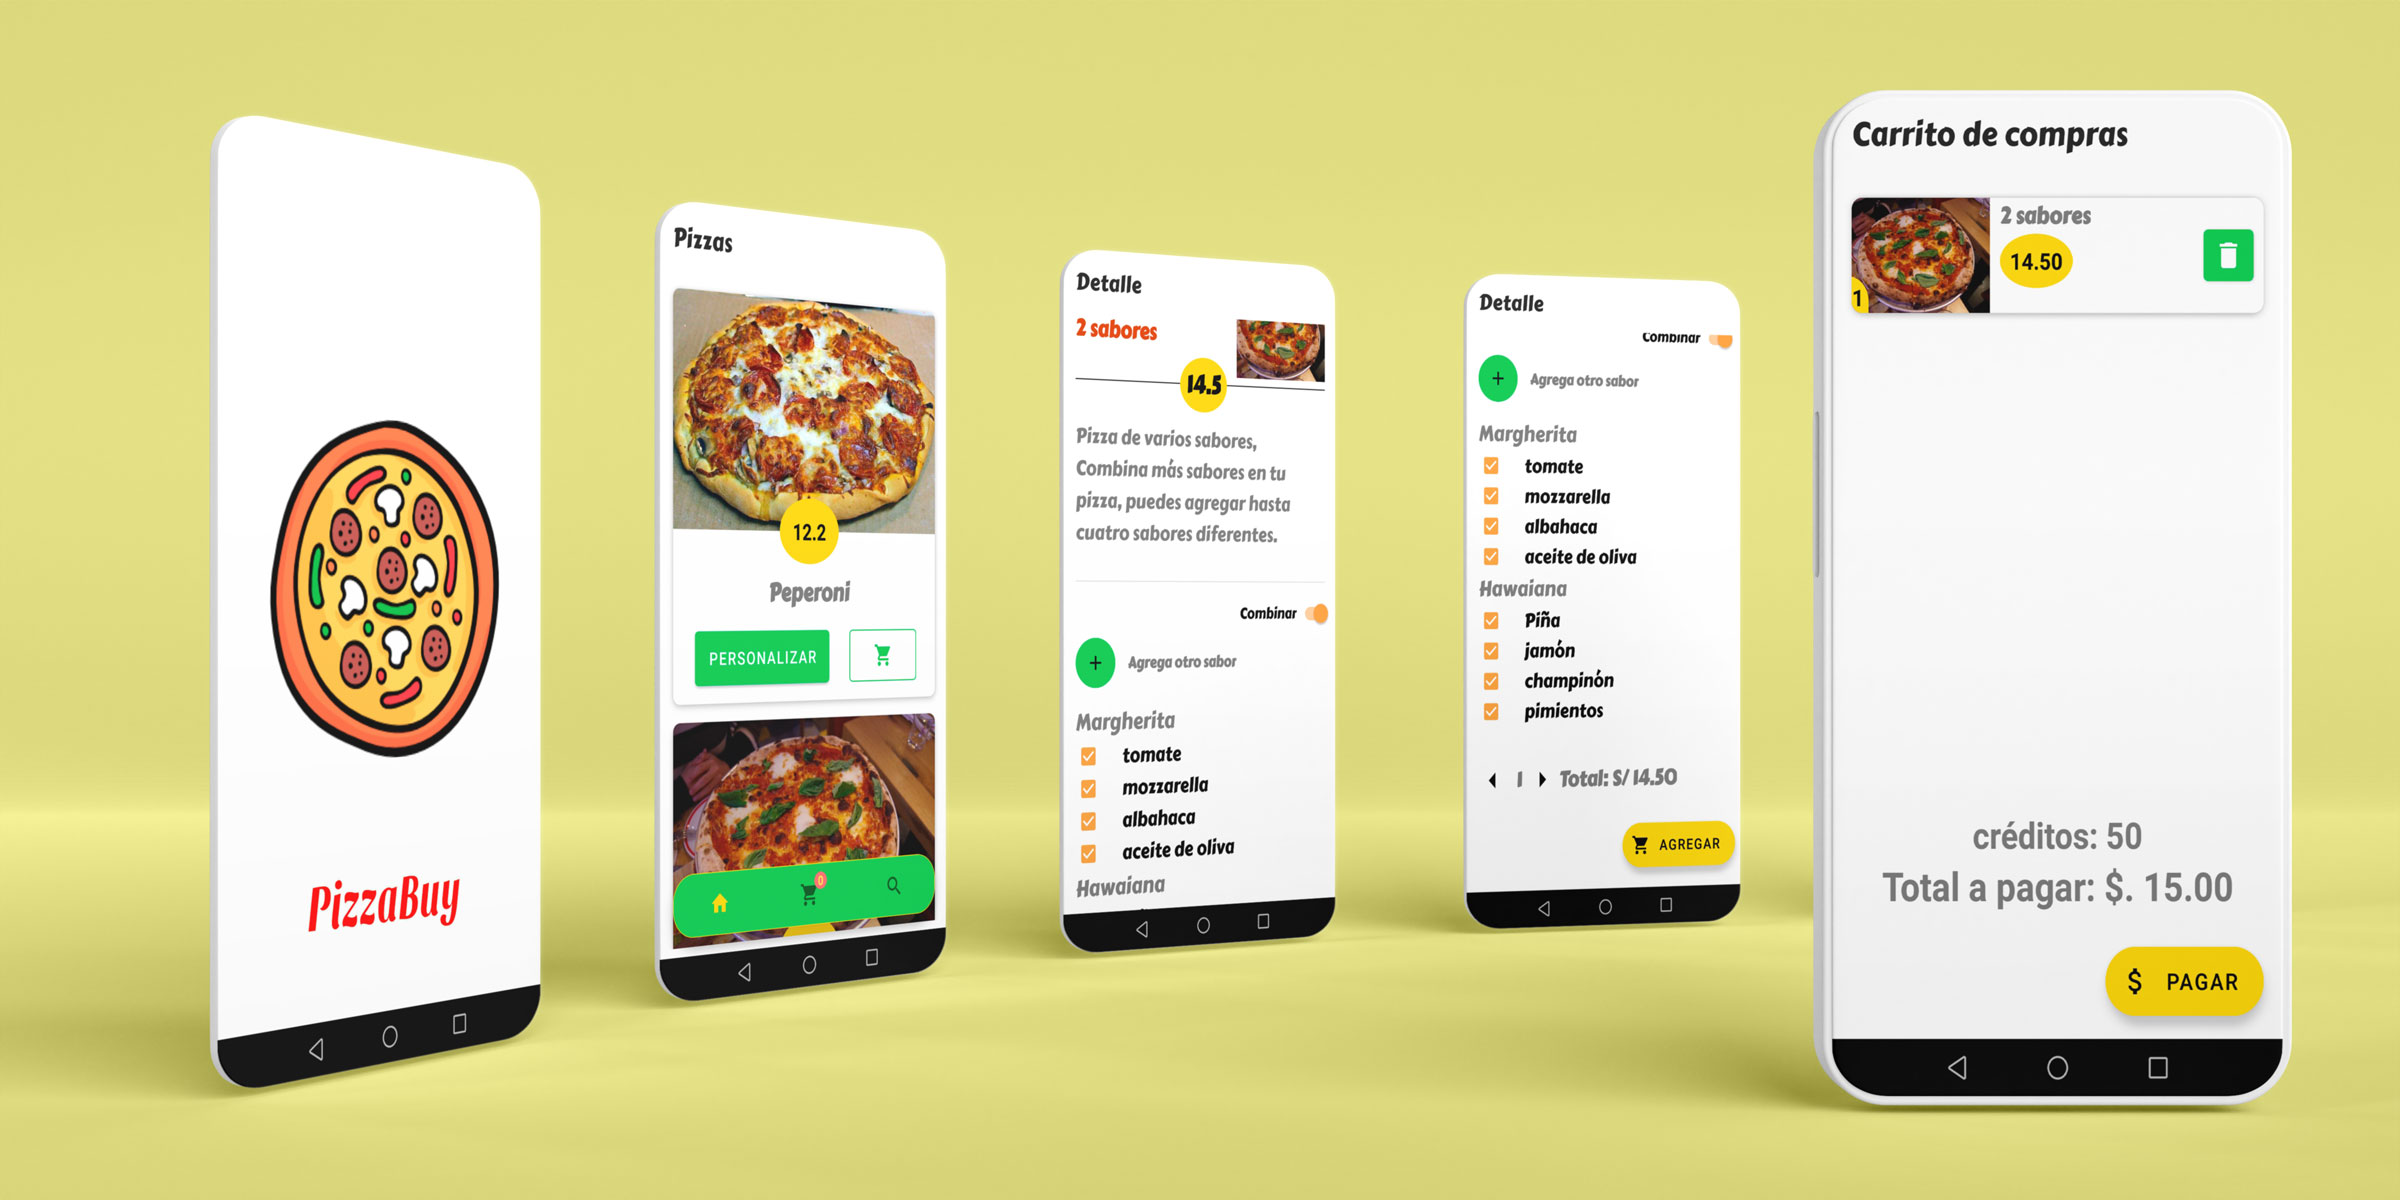 PizzaBuy
Pizzas
12.2
Peperoni
PERSONALIZAR
0
Detalle
2 sabores
14.5
Pizza de varios sabores,
Combina más sabores en tu
pizza, puedes agregar hasta
cuatro sabores diferentes.
Combinar
+ Agrega otro sabor
Margherita
tomate
mozzarella
albahaca
aceite de oliva
Hawaiana
Detalle
Combinar
+ Agrega otro sabor
Margherita
tomate
mozzarella
albahaca
aceite de oliva
Hawaiana
Piña
jamón
champinón
pimientos
1 Total: S/ 14.50
AGREGAR
Carrito de compras
2 sabores
14.50
1
créditos: 50
Total a pagar: $. 15.00
$ PAGAR